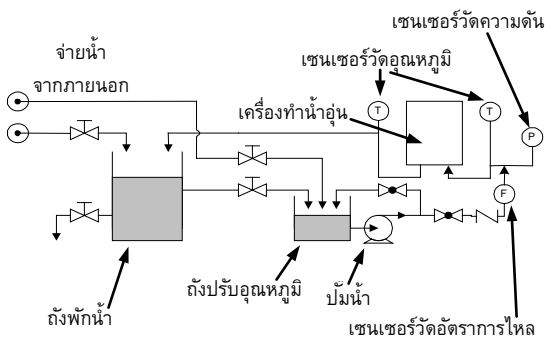 เซนเซอร์วัดความดัน
จ่ายน้ำ
จากภายนอก
เซนเซอร์วัดอุณหภูมิ
เครื่องทำน้ำอุ่น
T
T
P
F
ถังพักน้ำ
ถังปรับอุณหภูมิ
ปั๊มน้ำ
เซนเซอร์วัดอัตราการไหล